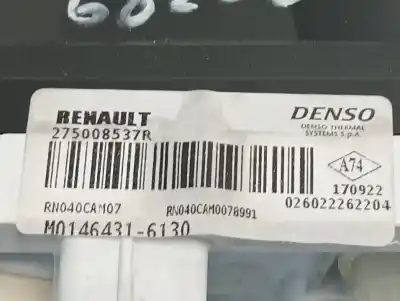 RENAULT
275008537R
DENSO
DENSO THERMAL
SYSTEMS S.p.A.
A74
170922
RN040CAM07
RN040CAM0078991
026022262204
M0146431-6130